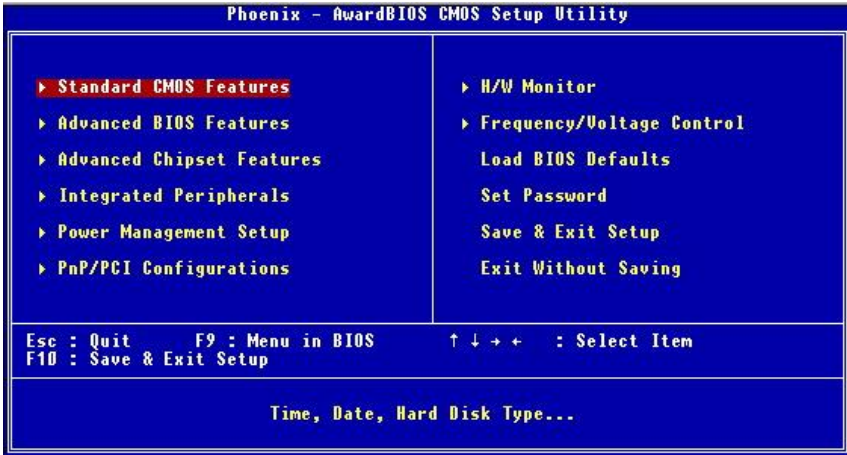 Phoenix - AwardBIOS CMOS Setup Utility
▸ Standard CMOS Features
▸ Advanced BIOS Features
▸ Advanced Chipset Features
▸ Integrated Peripherals
▸ Power Management Setup
▸ PnP/PCI Configurations
▸ H/W Monitor
▸ Frequency/Voltage Control
Load BIOS Defaults
Set Password
Save & Exit Setup
Exit Without Saving
Esc : Quit F9 : Menu in BIOS ↑ ↓ → ← : Select Item
F10 : Save & Exit Setup
Time, Date, Hard Disk Type...